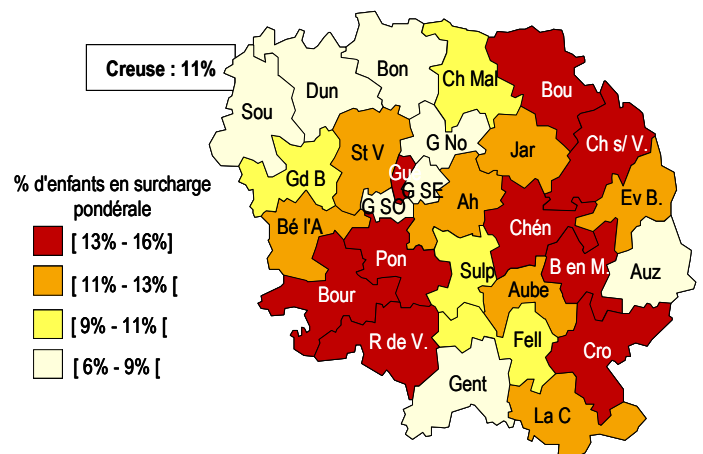 Creuse : 11%
Bon
Ch Mal
Dun
Bou
Sou
G No
Ch s/ V.
St V
Jar
Gu
Gd B
G SE
Ev B.
G SO
Ah
% d'enfants en surcharge
pondérale
Bé l'A
Chén
[ 13% - 16%]
Pon
Sulp
B en M.
Auz
[ 11% - 13% [
Bour
Aube
[ 9% - 11% [
R de V.
Fell
Cro
[ 6% - 9% [
Gent
La C